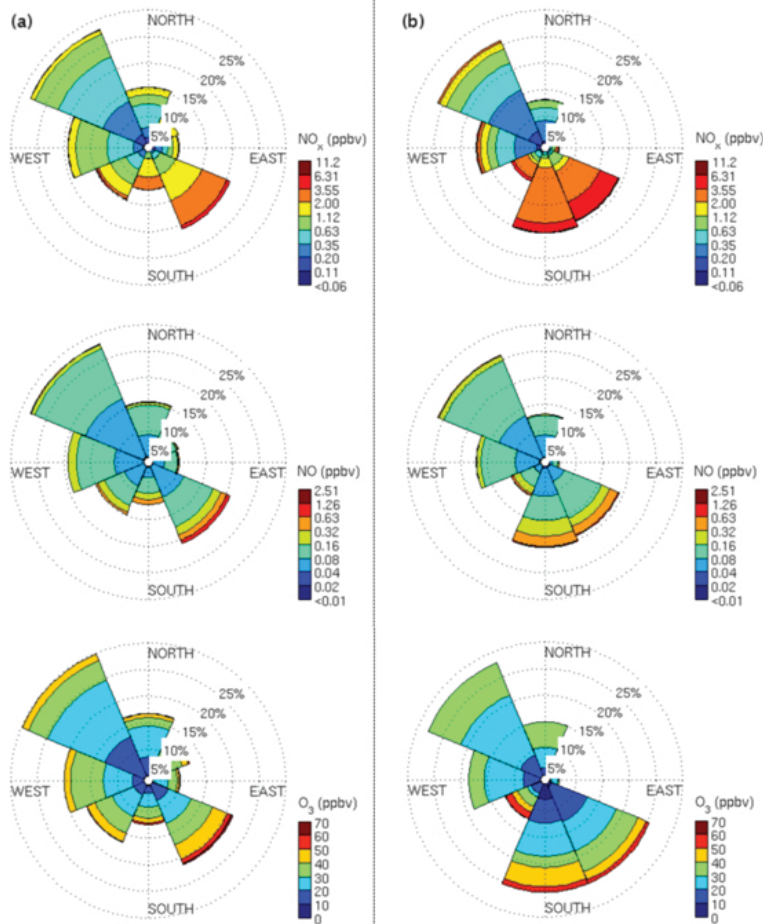 (a)
NORTH
25%
20%
15%
10%
5%
WEST
EAST
SOUTH
NOx (ppbv)
11.2
6.31
3.55
2.00
1.12
0.63
0.35
0.20
0.11
<0.06
(b)
NORTH
25%
20%
15%
10%
5%
WEST
EAST
SOUTH
NOx (ppbv)
11.2
6.31
3.55
2.00
1.12
0.63
0.35
0.20
0.11
<0.06
NORTH
25%
20%
15%
10%
5%
WEST
EAST
SOUTH
NO (ppbv)
2.51
1.26
0.63
0.32
0.16
0.08
0.04
0.02
<0.01
NORTH
25%
20%
15%
10%
5%
WEST
EAST
SOUTH
NO (ppbv)
2.51
1.26
0.63
0.32
0.16
0.08
0.04
0.02
<0.01
NORTH
25%
20%
15%
10%
5%
WEST
EAST
SOUTH
O3 (ppbv)
70
60
50
40
30
20
10
0
NORTH
25%
20%
15%
10%
5%
WEST
EAST
SOUTH
O3 (ppbv)
70
60
50
40
30
20
10
0